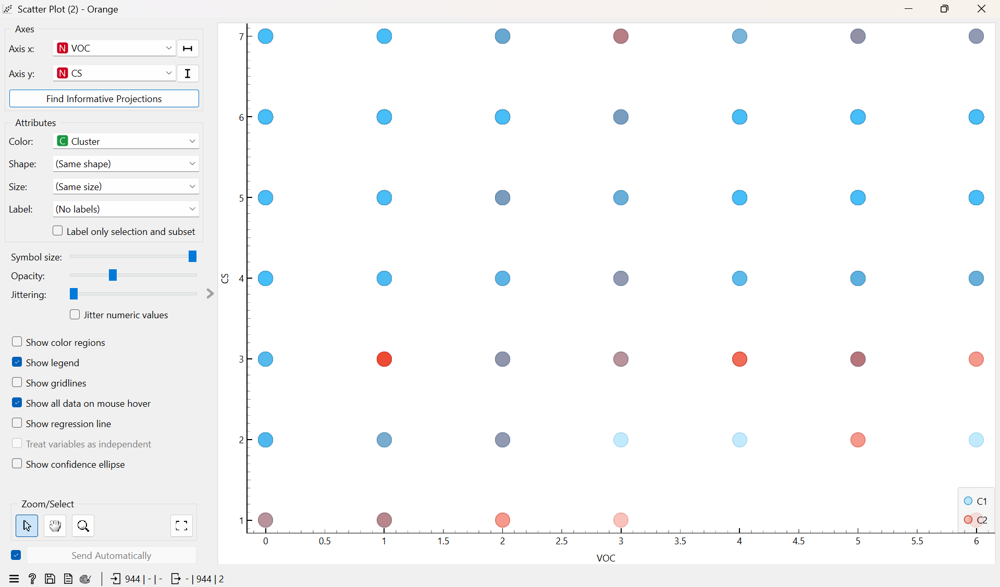 Scatter Plot (2) - Orange
Axes
Axis x: N VOC
Axis y: N CS
Find Informative Projections
Attributes
Color: C Cluster
Shape: (Same shape)
Size: (Same size)
Label: (No labels)
Label only selection and subset
Symbol size:
Opacity:
Jittering:
Jitter numeric values
Show color regions
Show legend
Show gridlines
Show all data on mouse hover
Show regression line
Treat variables as independent
Show confidence ellipse
Zoom/Select
Send Automatically
944 | - | - - | 944 | 2
CS
7
6
5
4
3
2
1
0 0.5 1 1.5 2 2.5 3 3.5 4 4.5 5 5.5 6
VOC
C1
C2